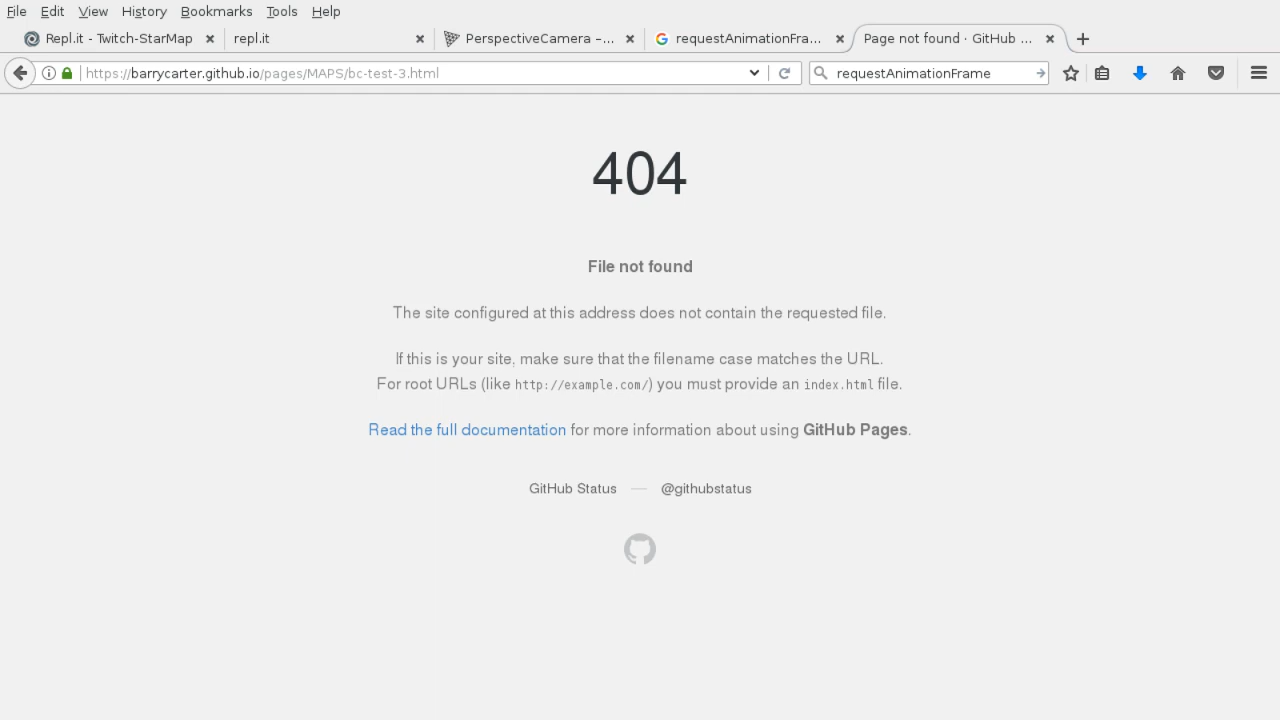 File Edit View History Bookmarks Tools Help
Repl.it - Twitch-StarMap repl.it PerspectiveCamera –... requestAnimationFra... Page not found · GitHub ...
https://barrycarter.github.io/pages/MAPS/bc-test-3.html requestAnimationFrame
404
File not found
The site configured at this address does not contain the requested file.
If this is your site, make sure that the filename case matches the URL.
For root URLs (like http://example.com/) you must provide an index.html file.
Read the full documentation for more information about using GitHub Pages.
GitHub Status — @githubstatus